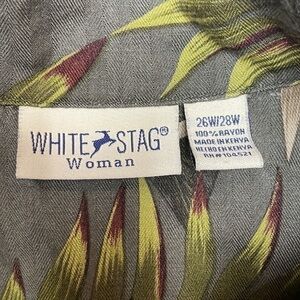 WHITE STAG®
Woman
26W/28W
100% RAYON
MADE IN KENYA
HECHO EN KENYA
RN# 104521